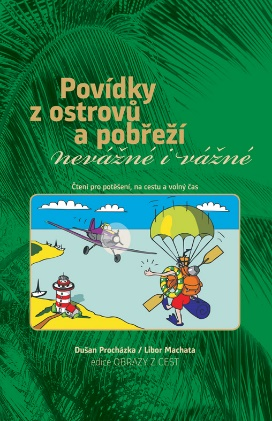 Povídky
z ostrovů
a pobřeží
nevážné i vážné
Čtení pro potěšení, na cestu a volný čas
Dušan Procházka / Libor Machata
edice OBRAZY Z CEST